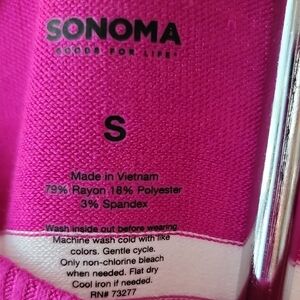 SONOMA
GOODS FOR LIFE
S
Made in Vietnam
79% Rayon 18% Polyester
3% Spandex
Wash inside out before wearing
Machine wash cold with like
colors. Gentle cycle.
Only non-chlorine bleach
when needed. Flat dry
Cool iron if needed.
RN# 73277